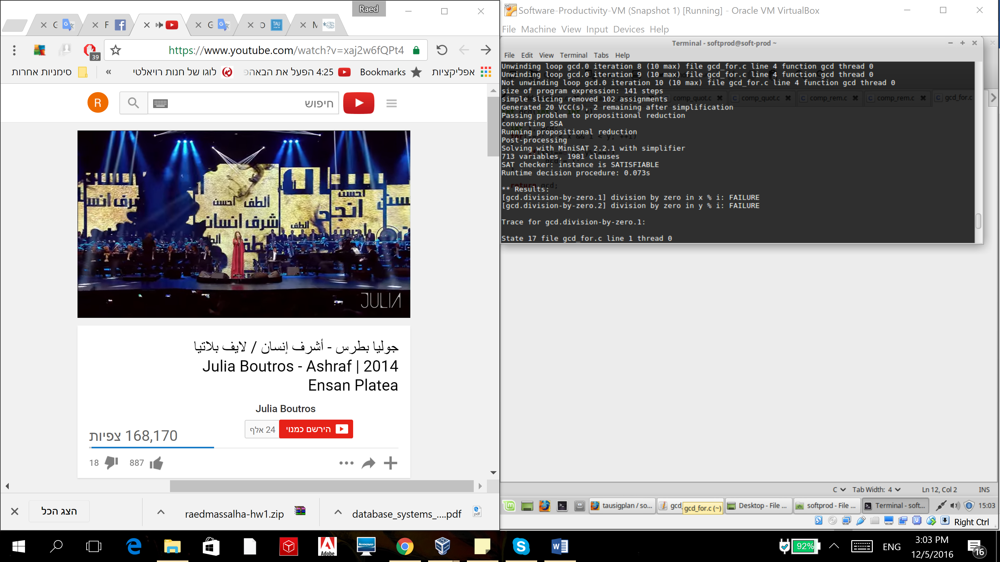 Raed
G
F
G
כ
M
39
https://www.youtube.com/watch?v=xaj2w6fQPt4
אפליקציות
Bookmarks
4:25 הפעל את הבאהפ
לוגו של חנות רויאלטי
»
סימניות אחרות
R
חיפוש
ألطف أحسن
شرف انسان
احسن
انجح
الطف
JULIA
جوليا بطرس - أشرف إنسان / لايف بلاتيا
2014 | Julia Boutros - Ashraf
Ensan Platea
Julia Boutros
הירשם כמנוי
24 אלף
168,170 צפיות
18
887
הצג הכל
raedmassalha-hw1.zip
database_systems_....pdf
Software-Productivity-VM (Snapshot 1) [Running] - Oracle VM VirtualBox
File Machine View Input Devices Help
Terminal - softprod@soft-prod ~
File Edit View Terminal Tabs Help
Unwinding loop gcd.0 iteration 8 (10 max) file gcd_for.c line 4 function gcd thread 0
Unwinding loop gcd.0 iteration 9 (10 max) file gcd_for.c line 4 function gcd thread 0
Not unwinding loop gcd.0 iteration 10 (10 max) file gcd_for.c line 4 function gcd thread 0
size of program expression: 141 steps
simple slicing removed 102 assignments
Generated 20 VCC(s), 2 remaining after simplification
Passing problem to propositional reduction
converting SSA
Running propositional reduction
Post-processing
Solving with MiniSAT 2.2.1 with simplifier
713 variables, 1981 clauses
SAT checker: instance is SATISFIABLE
Runtime decision procedure: 0.073s
** Results:
[gcd.division-by-zero.1] division by zero in x % i: FAILURE
[gcd.division-by-zero.2] division by zero in y % i: FAILURE
Trace for gcd.division-by-zero.1:
State 17 file gcd_for.c line 1 thread 0
comp_quot.c
comp_quot.c
comp_rem.c
comp_rem.c
gcd_for.c
return gcd;
C
Tab Width: 4
Ln 12, Col 2
INS
tausigplan / so...
gcd_
gcd_for.c (~)
Desktop - File ...
softprod - File ...
Terminal - soft...
15:03
Right Ctrl
Adobe
lenovo
92%
ENG
3:03 PM
12/5/2016
16